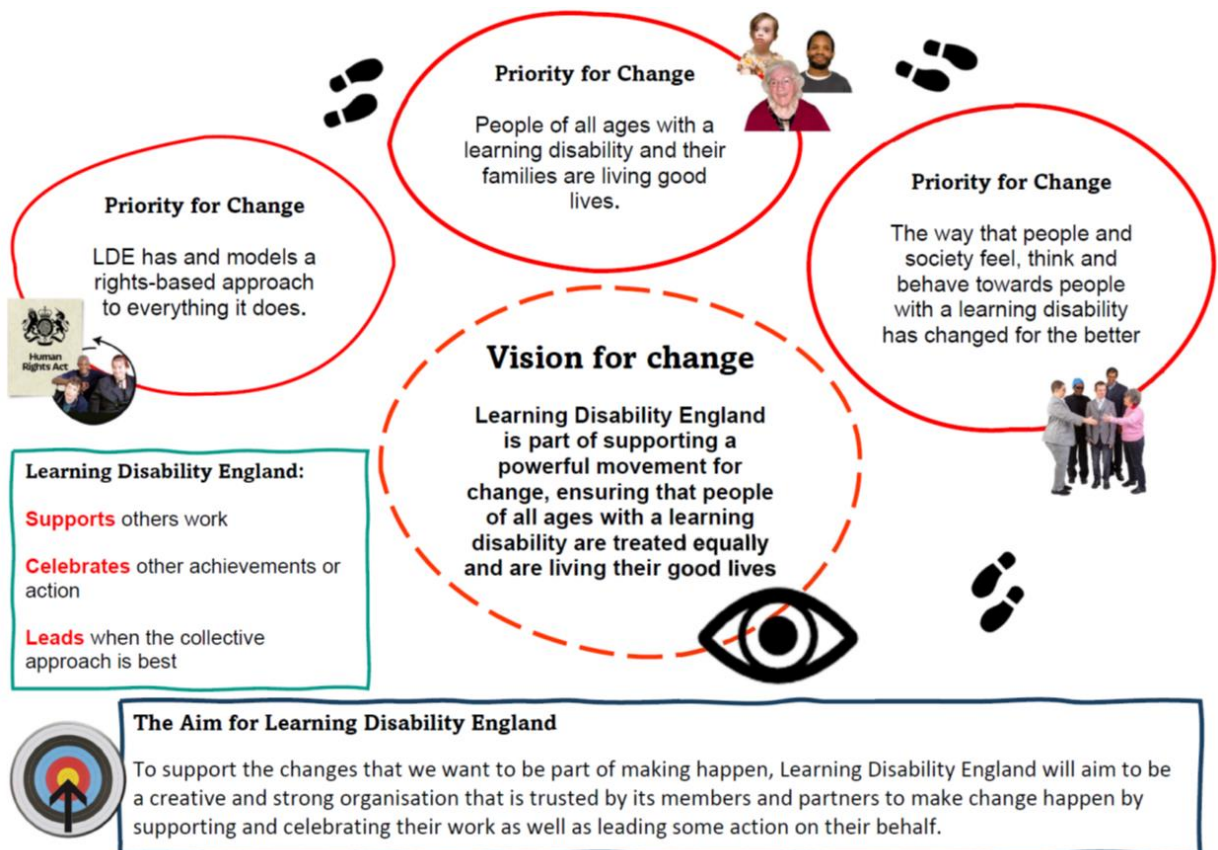 Priority for Change
People of all ages with a
learning disability and their
families are living good
lives.
Priority for Change
LDE has and models a
rights-based approach
to everything it does.
Human
Rights Act
Priority for Change
The way that people and
society feel, think and
behave towards people
with a learning disability
has changed for the better
Vision for change
Learning Disability England
is part of supporting a
powerful movement for
change, ensuring that people
of all ages with a learning
disability are treated equally
and are living their good lives
Learning Disability England:
Supports others work
Celebrates other achievements or
action
Leads when the collective
approach is best
The Aim for Learning Disability England
To support the changes that we want to be part of making happen, Learning Disability England will aim to be
a creative and strong organisation that is trusted by its members and partners to make change happen by
supporting and celebrating their work as well as leading some action on their behalf.